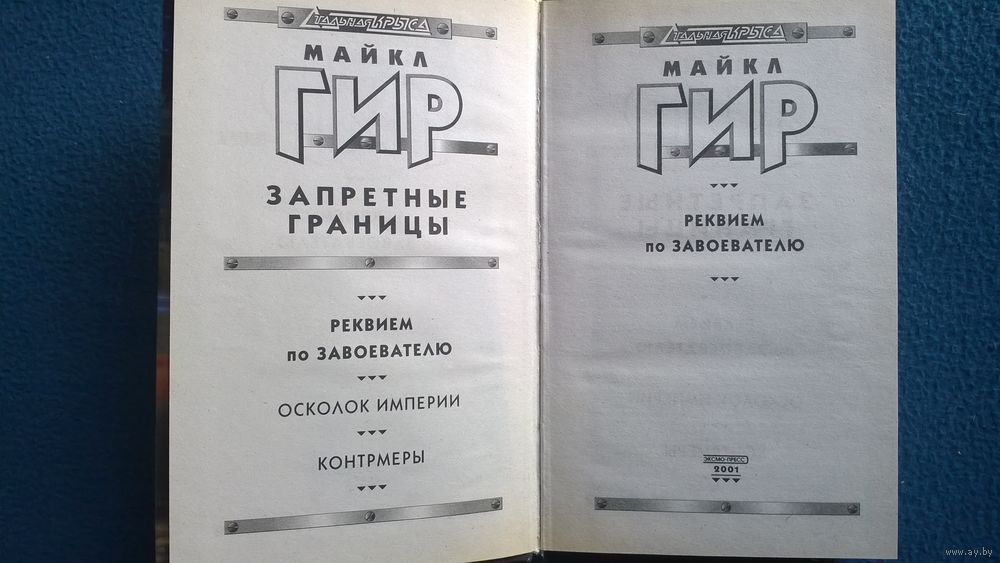 СТАЛЬНАЯ КРЫСА
МАЙКЛ
ГИР
ЗАПРЕТНЫЕ
ГРАНИЦЫ
РЕКВИЕМ
ПО ЗАВОЕВАТЕЛЮ
ОСКОЛОК ИМПЕРИИ
КОНТРМЕРЫ
СТАЛЬНАЯ КРЫСА
МАЙКЛ
ГИР
РЕКВИЕМ
ПО ЗАВОЕВАТЕЛЮ
ЭКСМО-ПРЕСС
2001
www.ay.by